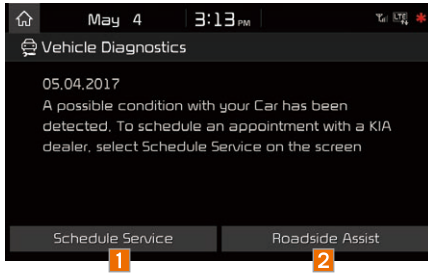 May 4 3:13 PM LTE
Vehicle Diagnostics
05.04.2017
A possible condition with your Car has been
detected. To schedule an appointment with a KIA
dealer, select Schedule Service on the screen
Schedule Service Roadside Assist
1 2